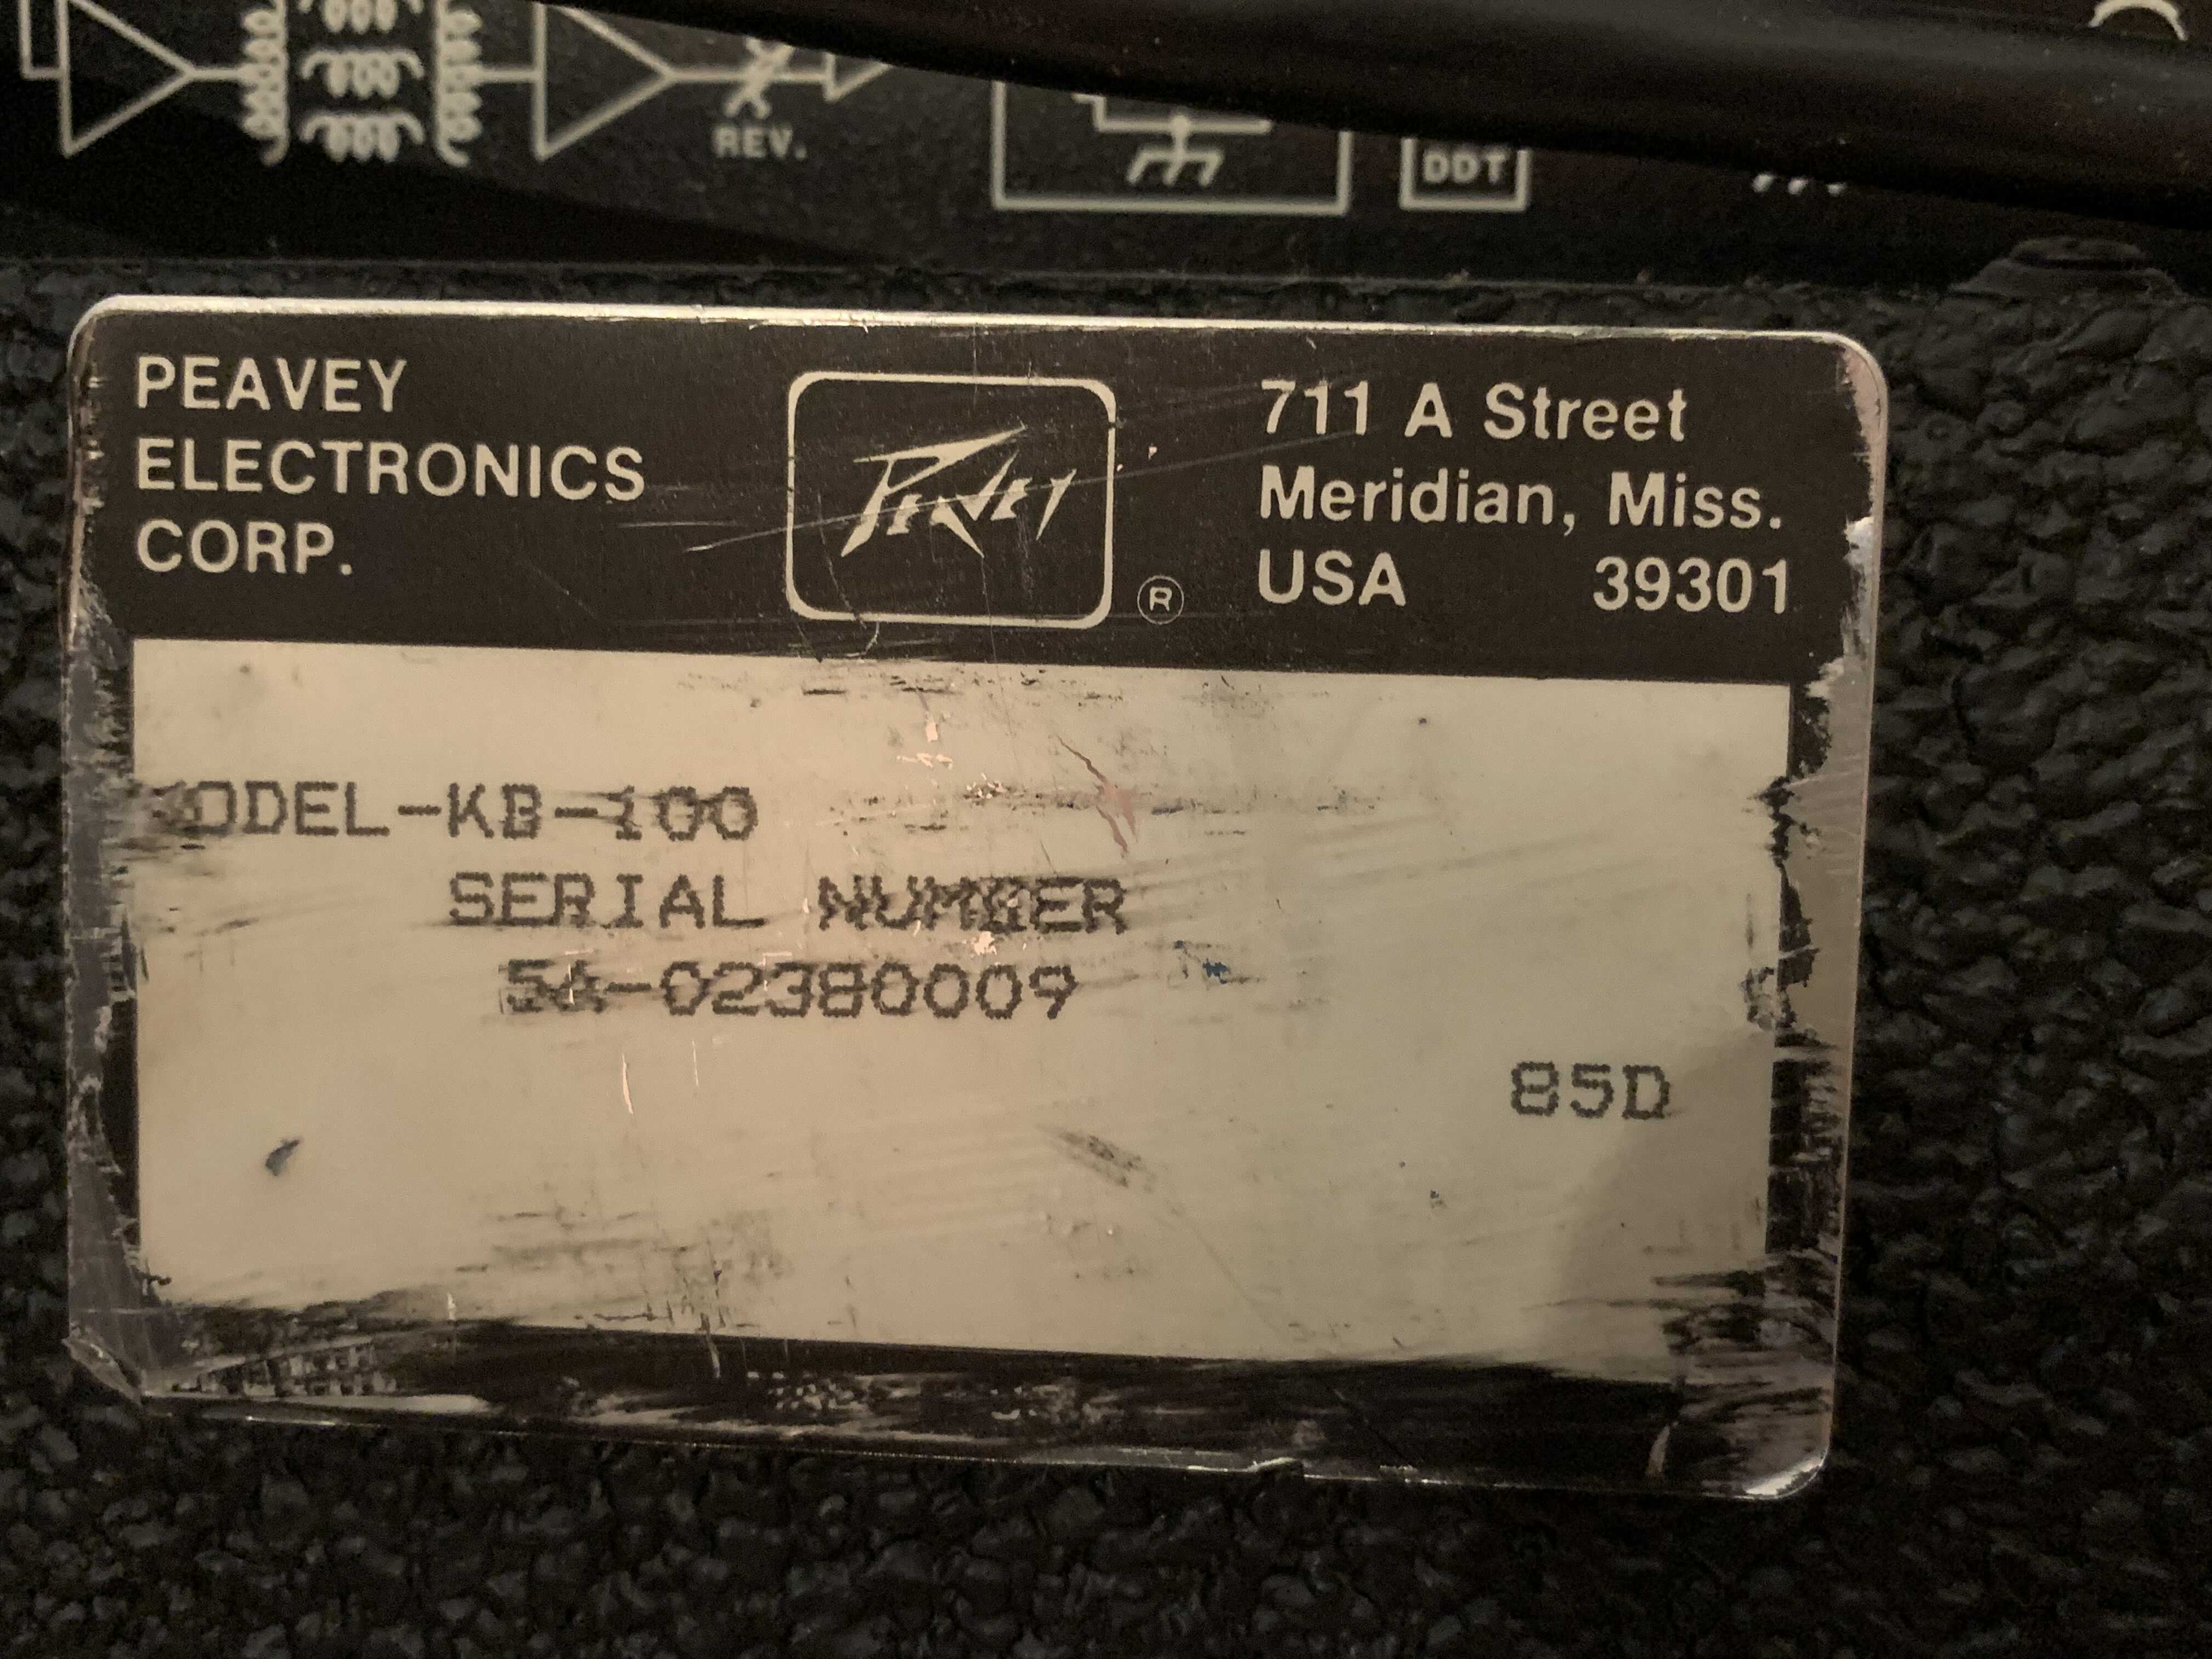 REV.
DDT
PEAVEY
ELECTRONICS
CORP.
PEAVEY
®
711 A Street
Meridian, Miss.
USA 39301
MODEL-KB-100
SERIAL NUMBER
5A-02380009
85D